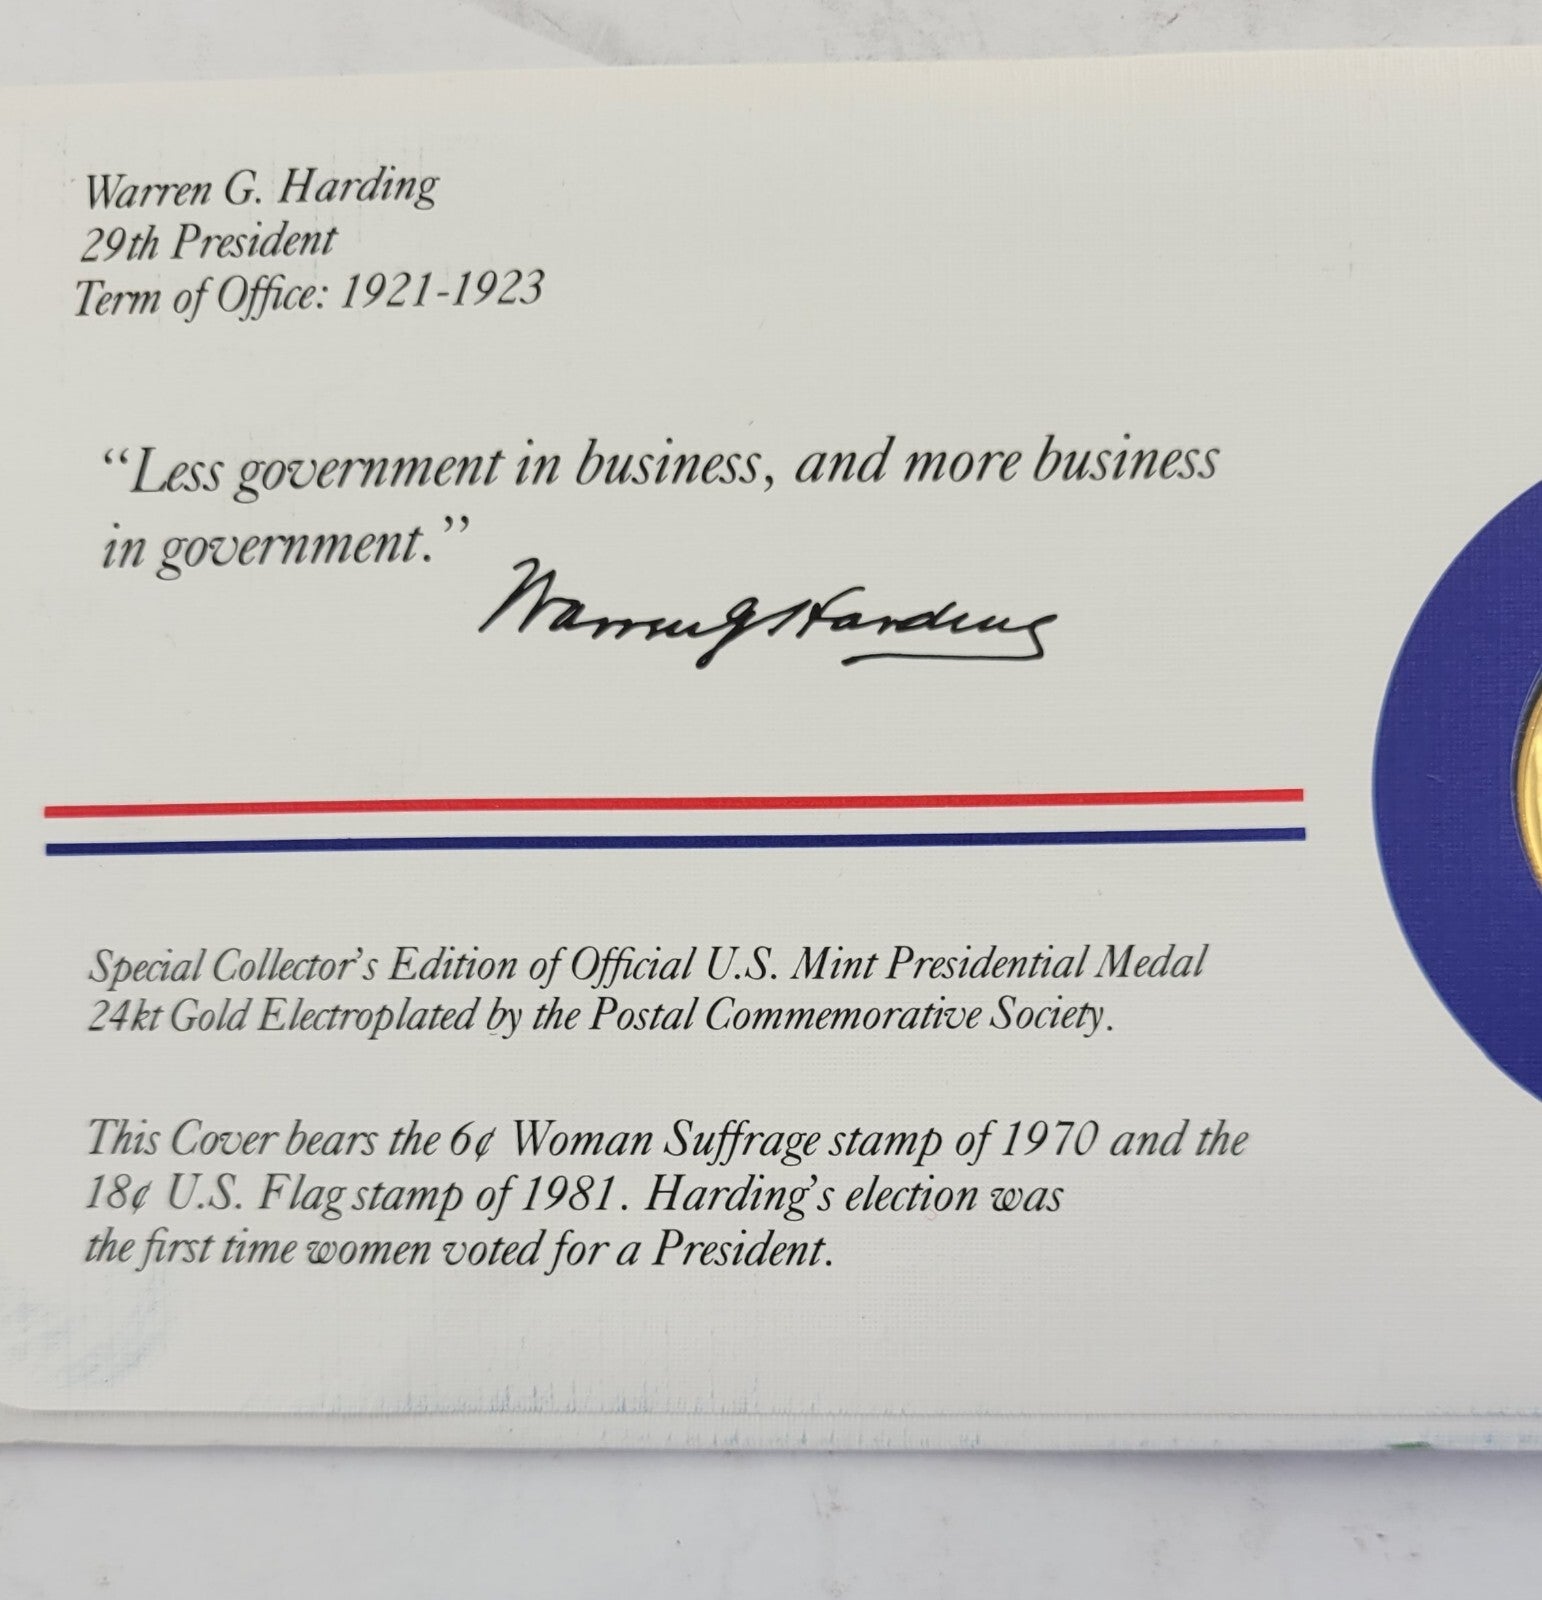 Warren G. Harding
29th President
Term of Office: 1921-1923
“Less government in business, and more business
in government.”
Warren G Harding
Special Collector’s Edition of Official U.S. Mint Presidential Medal
24kt Gold Electroplated by the Postal Commemorative Society.
This Cover bears the 6¢ Woman Suffrage stamp of 1970 and the
18¢ U.S. Flag stamp of 1981. Harding’s election was
the first time women voted for a President.